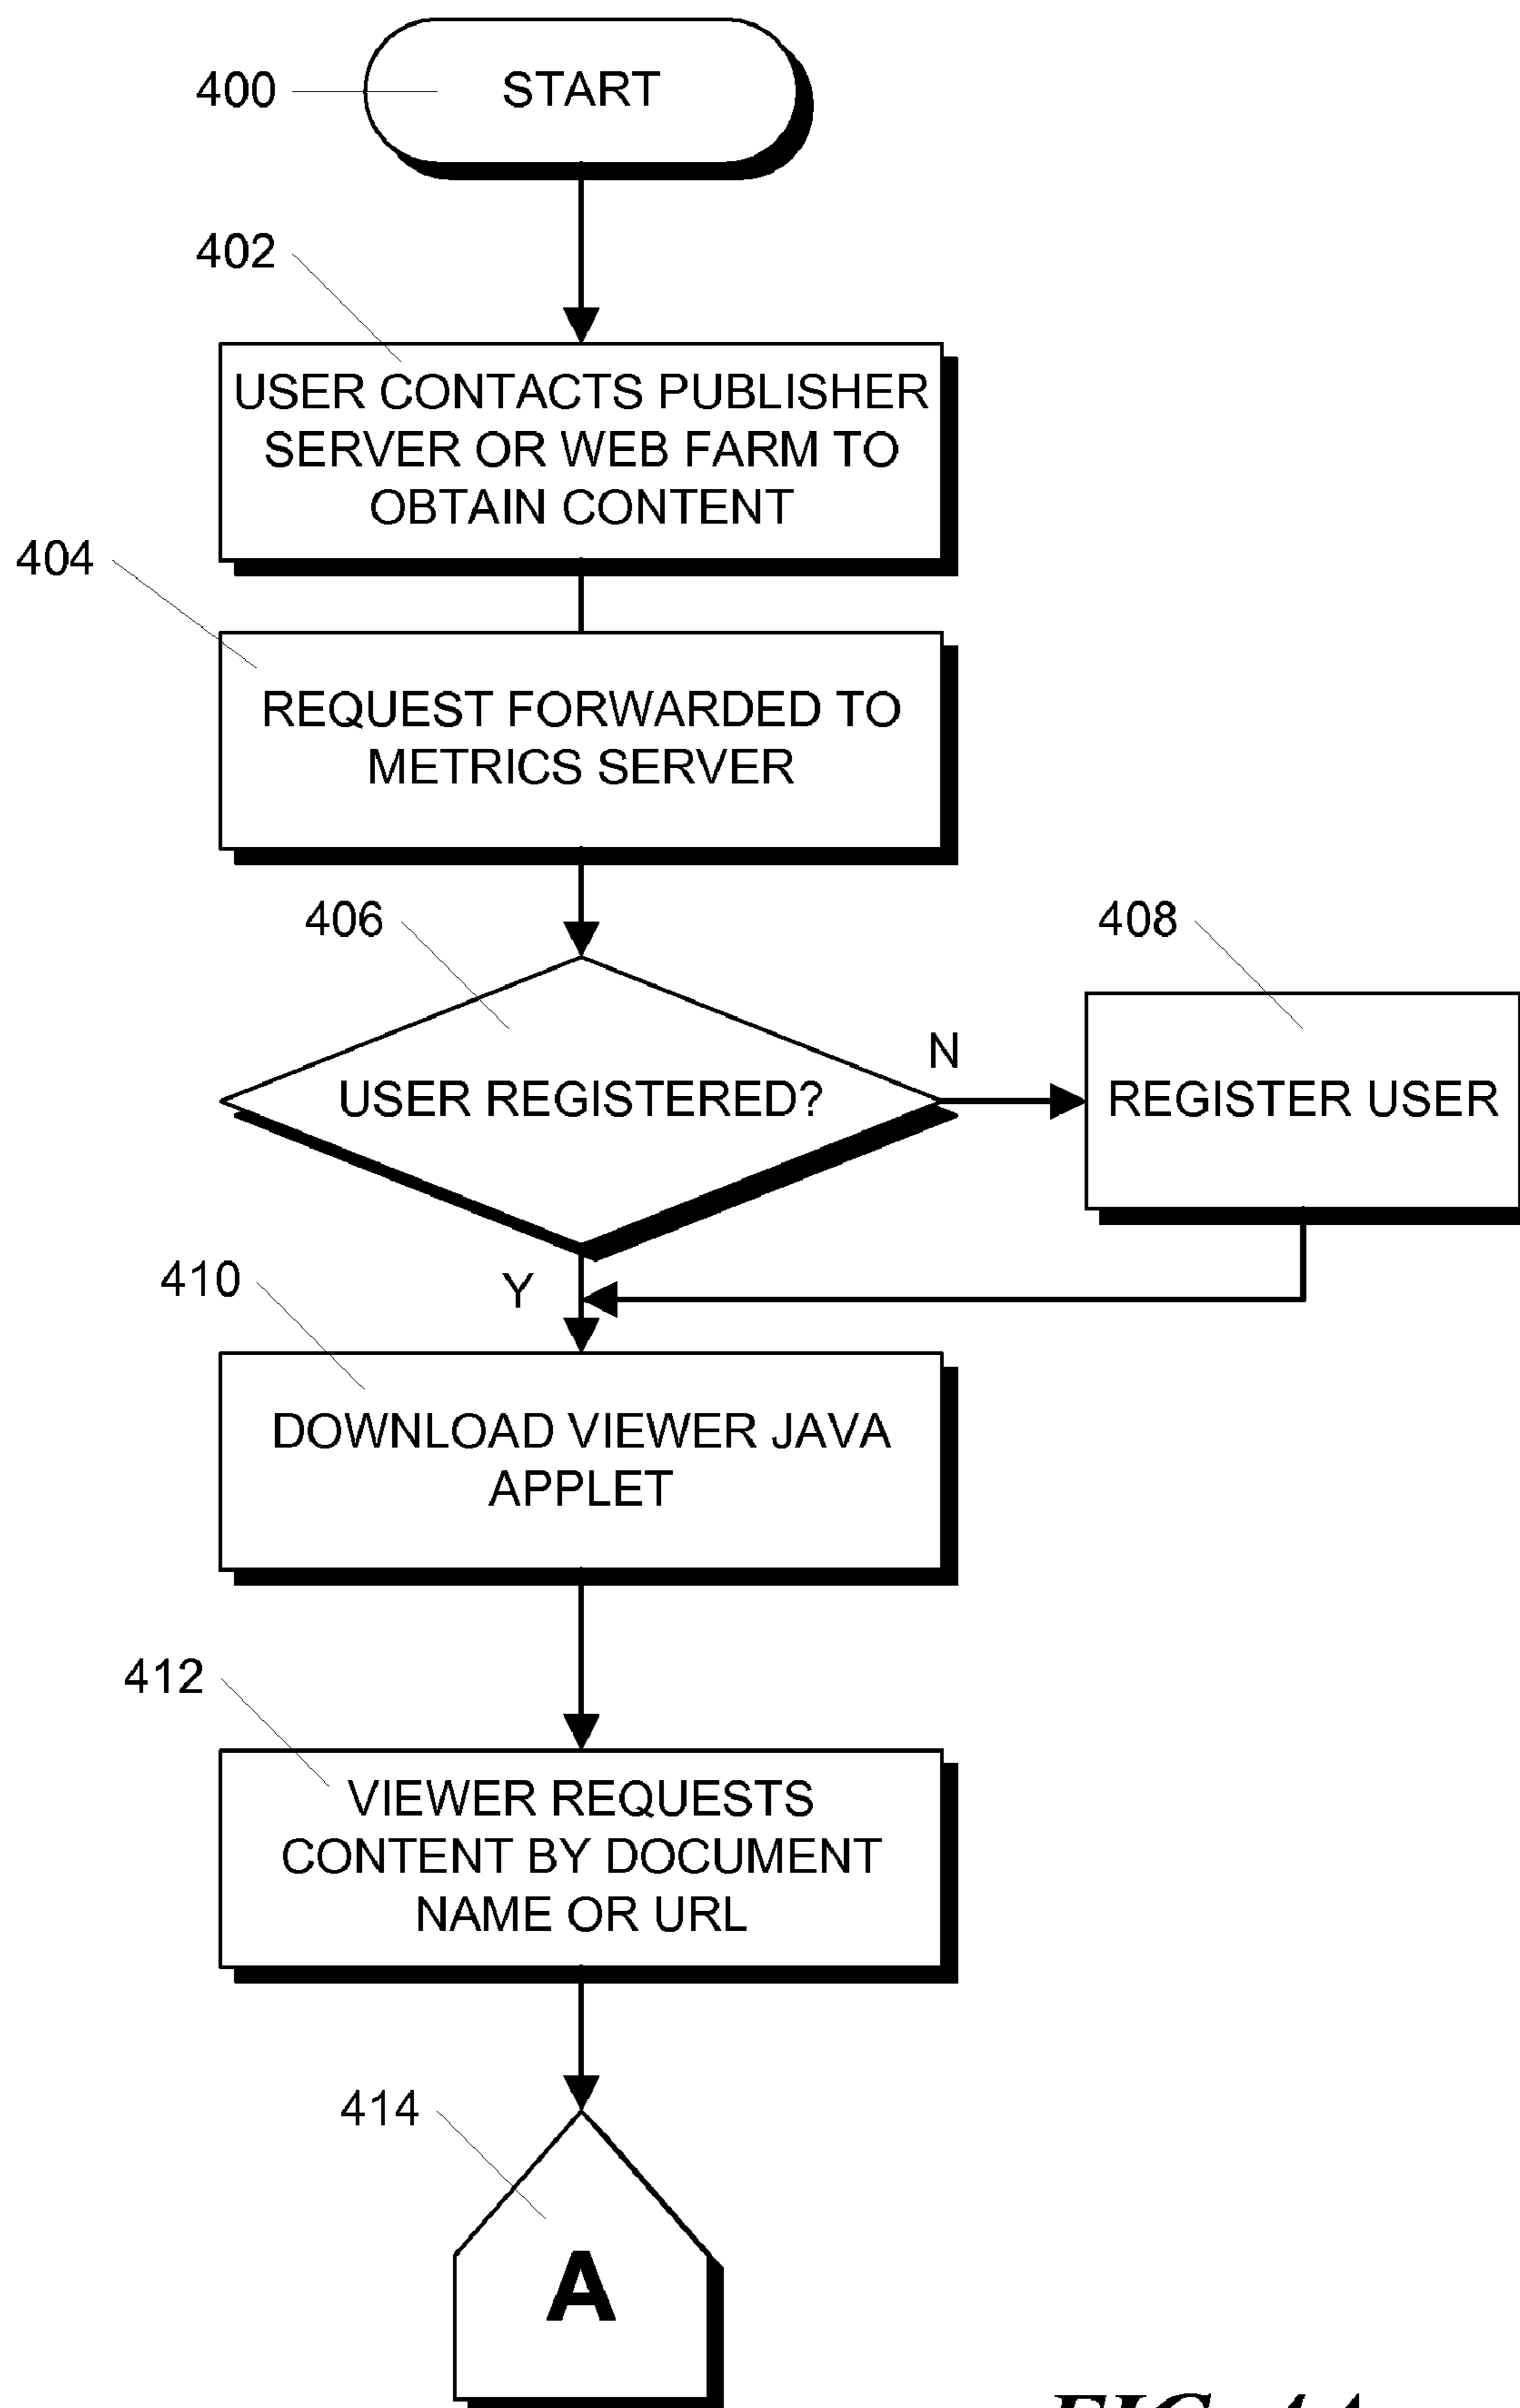 400
START
402
USER CONTACTS PUBLISHER
SERVER OR WEB FARM TO
OBTAIN CONTENT
404
REQUEST FORWARDED TO
METRICS SERVER
406
408
N
USER REGISTERED?
REGISTER USER
410
Y
DOWNLOAD VIEWER JAVA
APPLET
412
VIEWER REQUESTS
CONTENT BY DOCUMENT
NAME OR URL
414
A